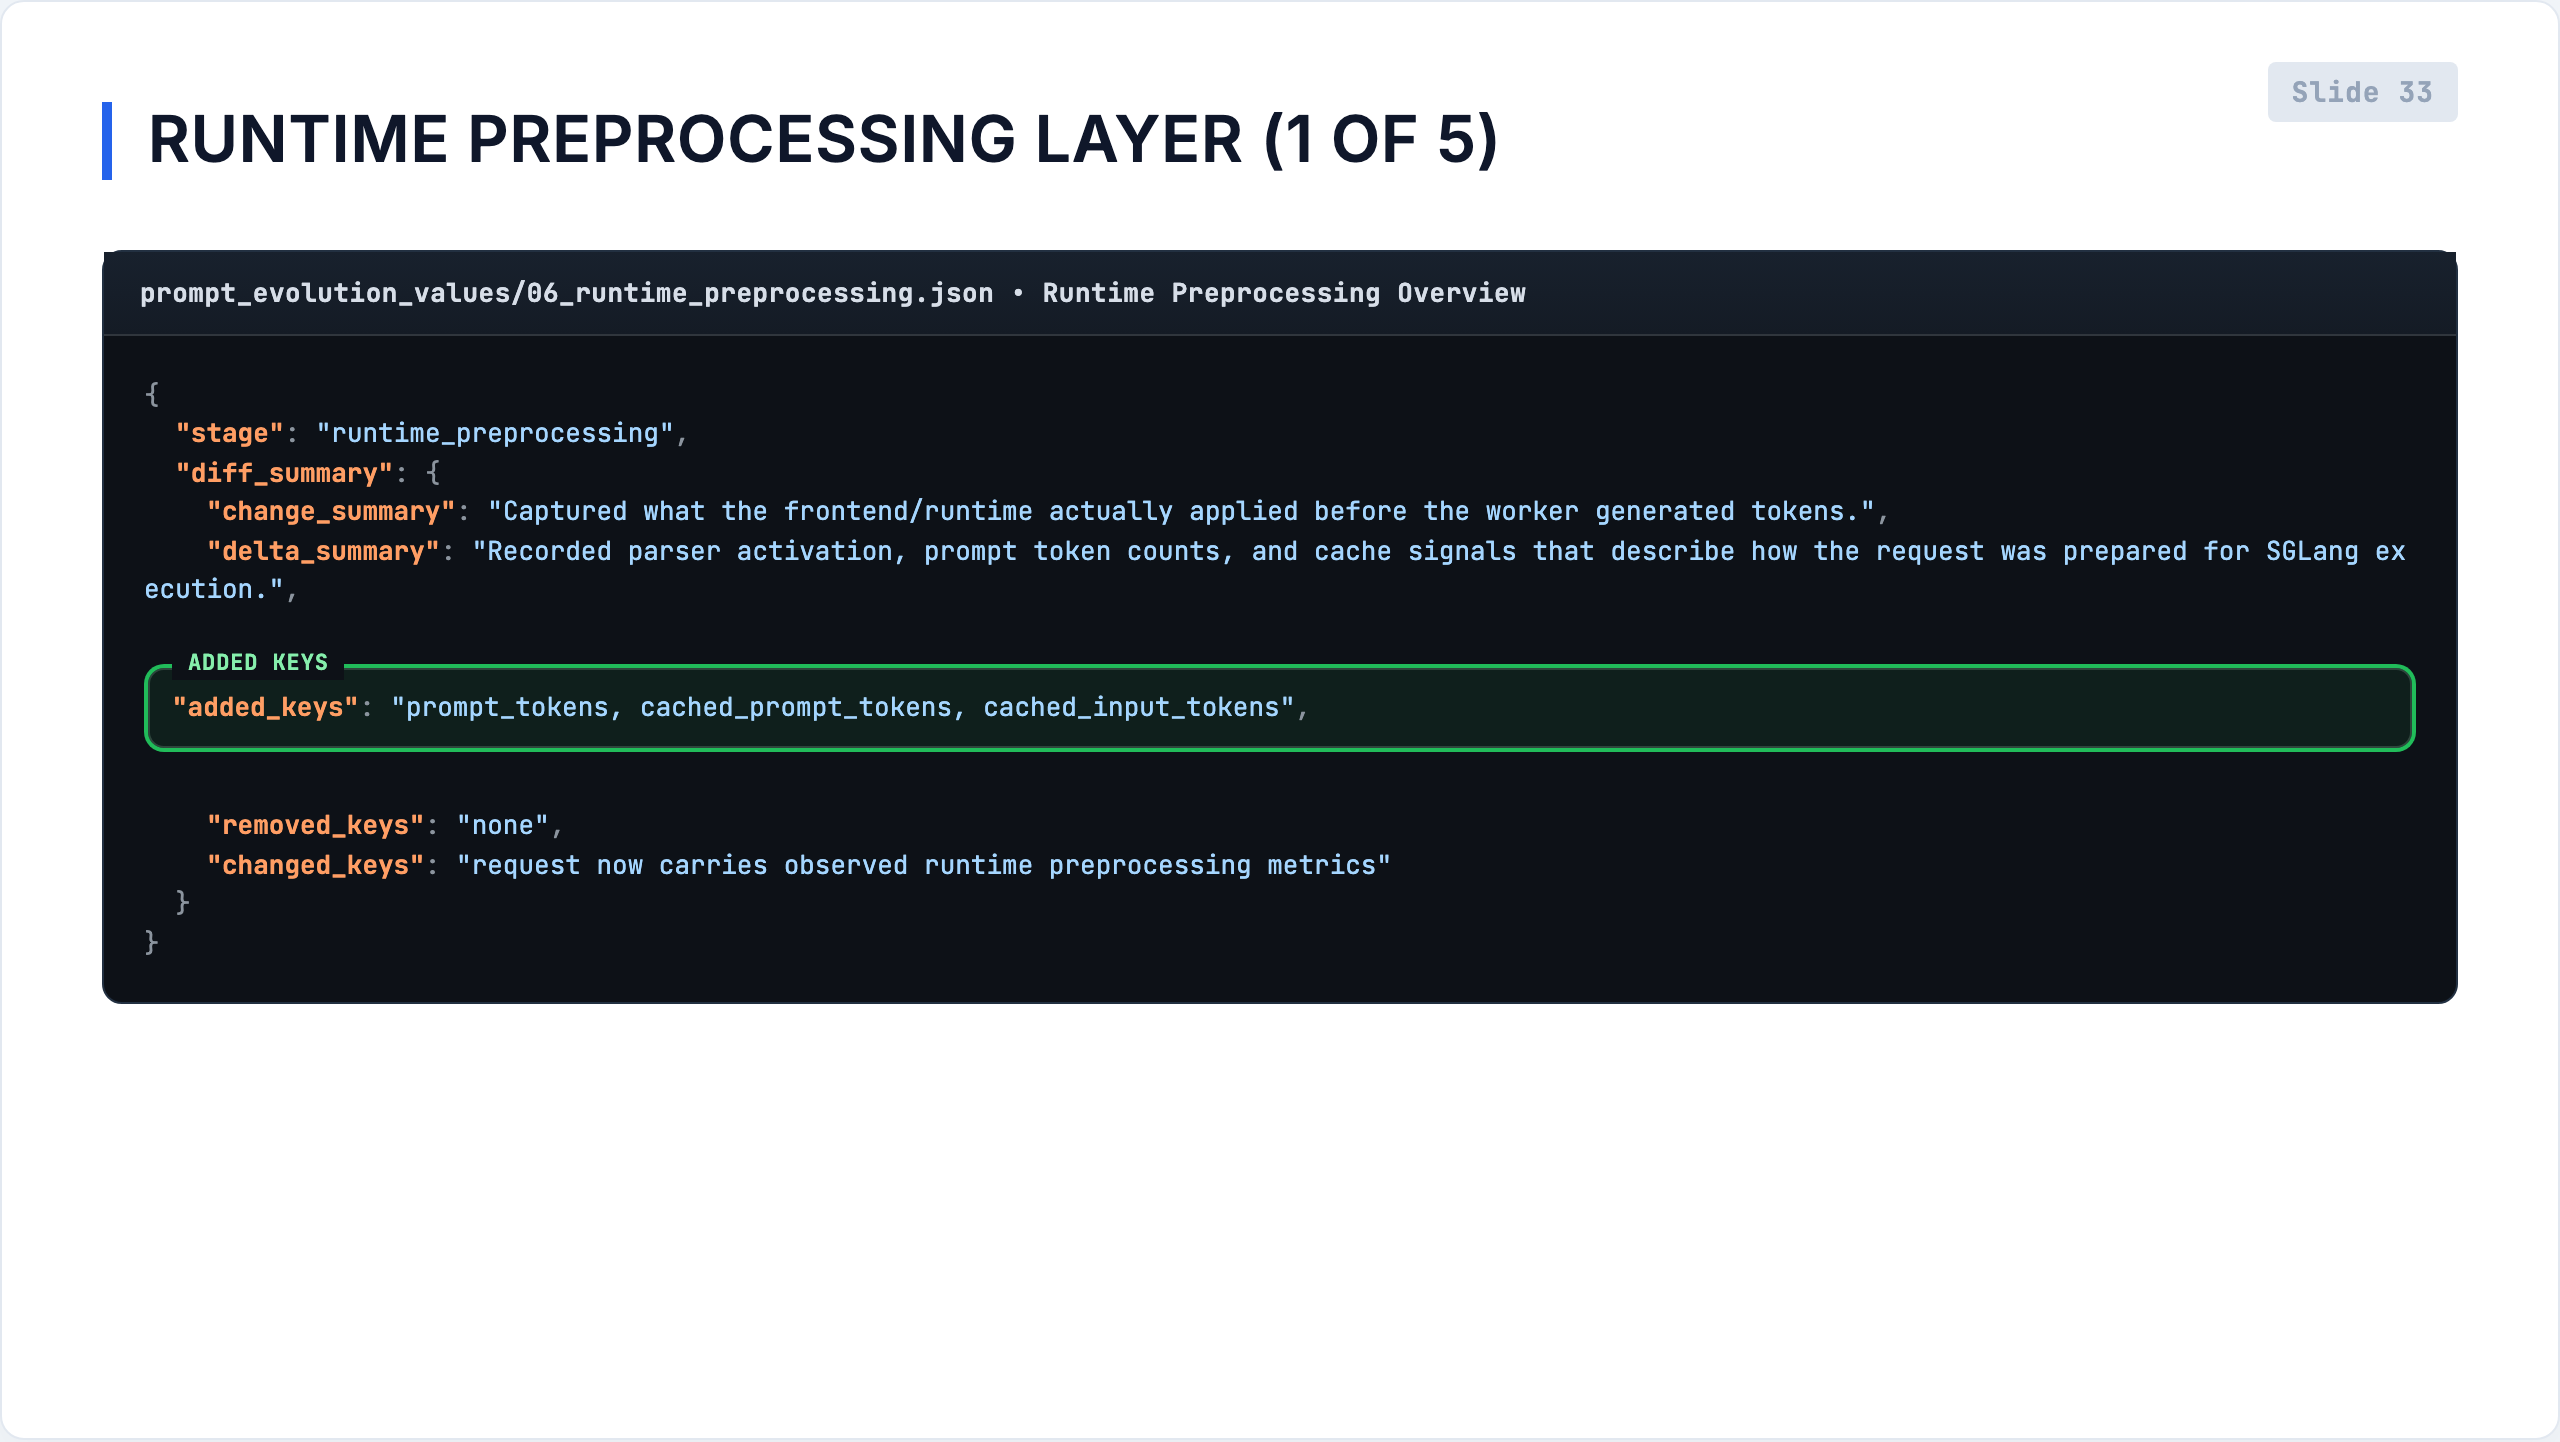 Slide 33
RUNTIME PREPROCESSING LAYER (1 OF 5)
prompt_evolution_values/06_runtime_preprocessing.json • Runtime Preprocessing Overview
{
  "stage": "runtime_preprocessing",
  "diff_summary": {
    "change_summary": "Captured what the frontend/runtime actually applied before the worker generated tokens.",
    "delta_summary": "Recorded parser activation, prompt token counts, and cache signals that describe how the request was prepared for SGLang ex
ecution.",
ADDED KEYS
"added_keys": "prompt_tokens, cached_prompt_tokens, cached_input_tokens",
    "removed_keys": "none",
    "changed_keys": "request now carries observed runtime preprocessing metrics"
  }
}